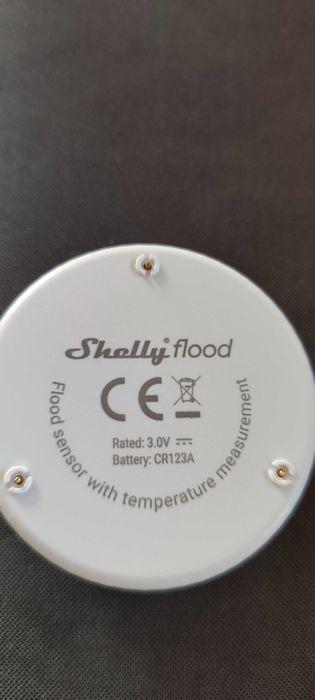 Shelly® flood
CE
Rated: 3.0V ⎓
Battery: CR123A
Flood sensor with temperature measurement